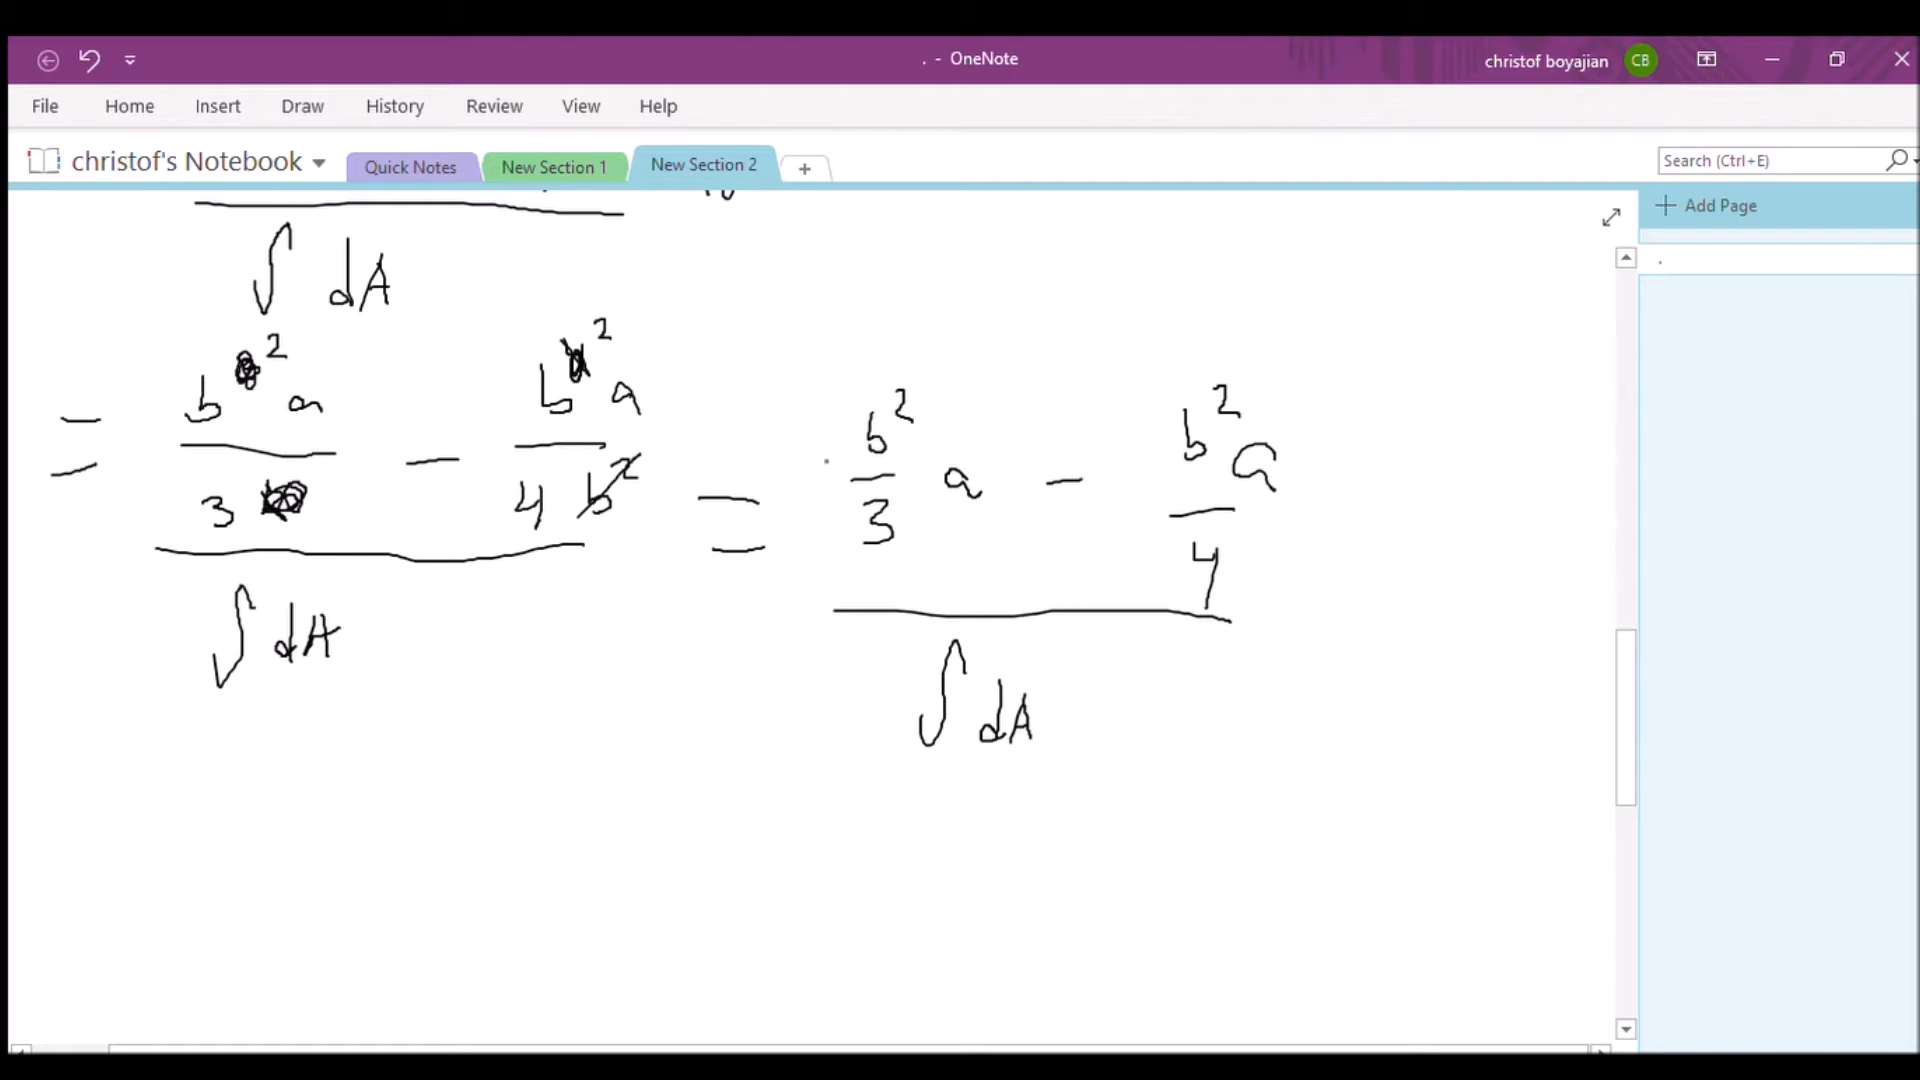 . - OneNote
christof boyajian CB
File Home Insert Draw History Review View Help
christof's Notebook Quick Notes New Section 1 New Section 2 +
Search (Ctrl+E)
Add Page
.
∫ dA
= b² a / 3 - b² a / 4 b² = b² / 3 a - b² a / 4
∫ dA
∫ dA